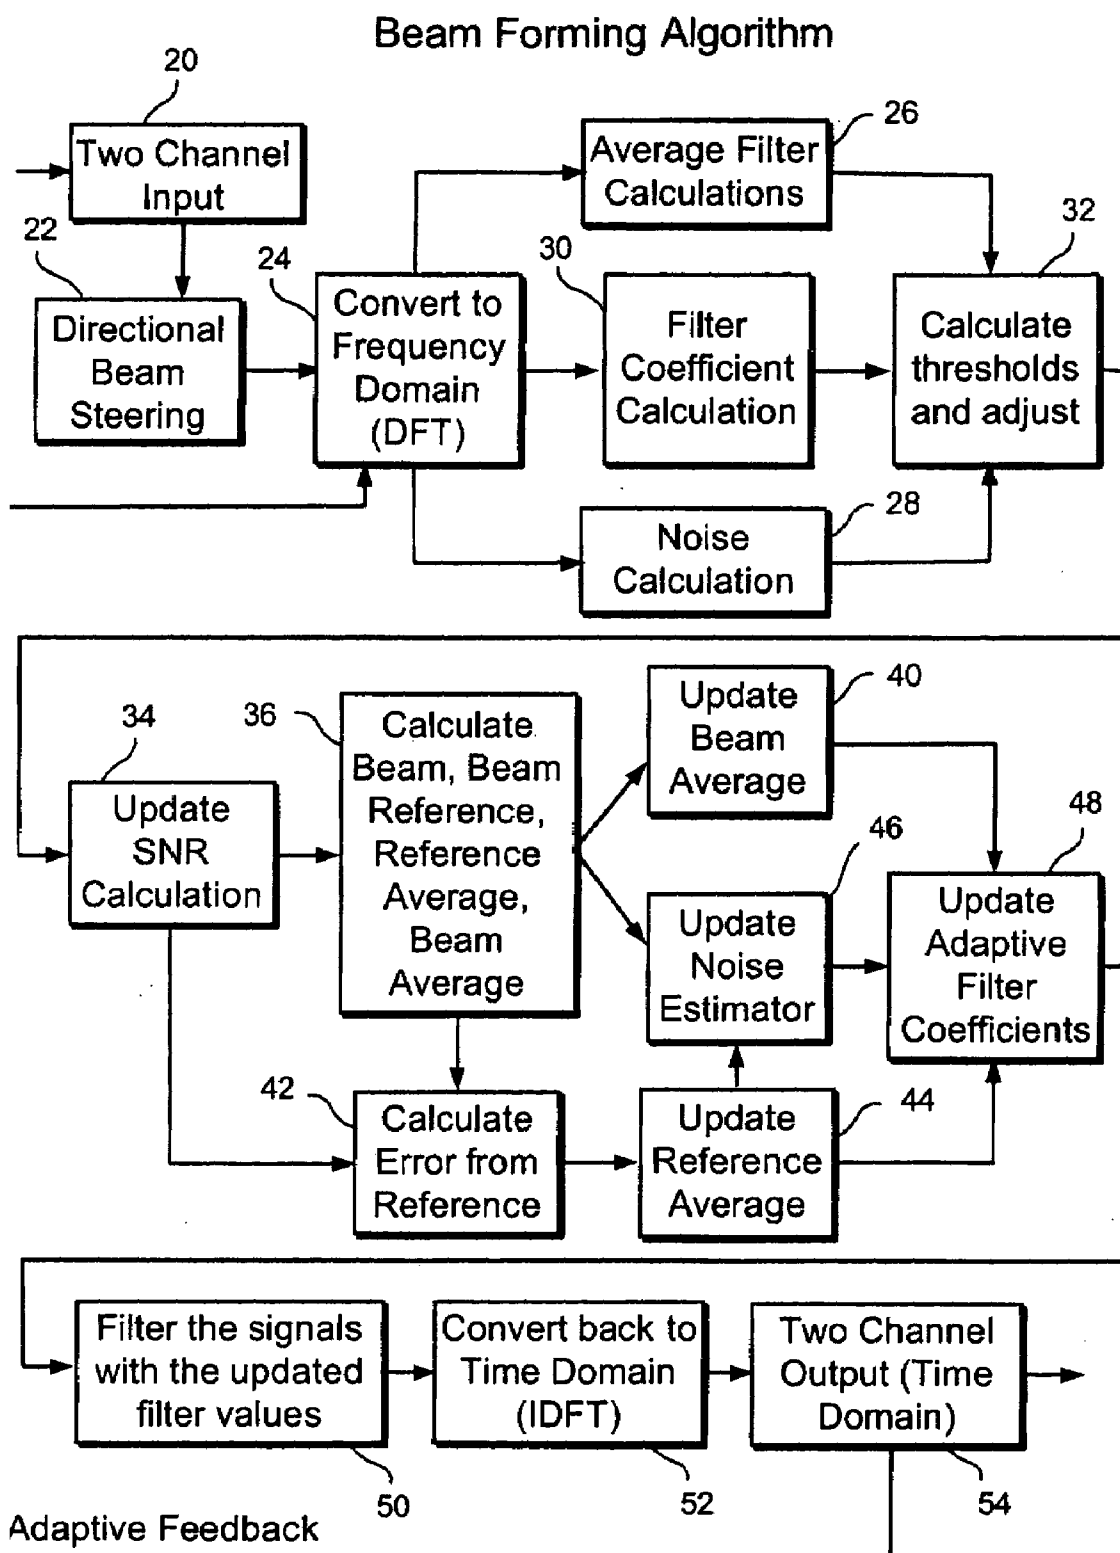 Beam Forming Algorithm
20
Two Channel
Input
22
Directional
Beam
Steering
24
Convert to
Frequency
Domain
(DFT)
26
Average Filter
Calculations
30
Filter
Coefficient
Calculation
28
Noise
Calculation
32
Calculate
thresholds
and adjust
34
Update
SNR
Calculation
36
Calculate
Beam, Beam
Reference,
Reference
Average,
Beam
Average
40
Update
Beam
Average
42
Calculate
Error from
Reference
46
Update
Noise
Estimator
44
Update
Reference
Average
48
Update
Adaptive
Filter
Coefficients
Filter the signals
with the updated
filter values
50
Convert back to
Time Domain
(IDFT)
52
Two Channel
Output (Time
Domain)
54
Adaptive Feedback